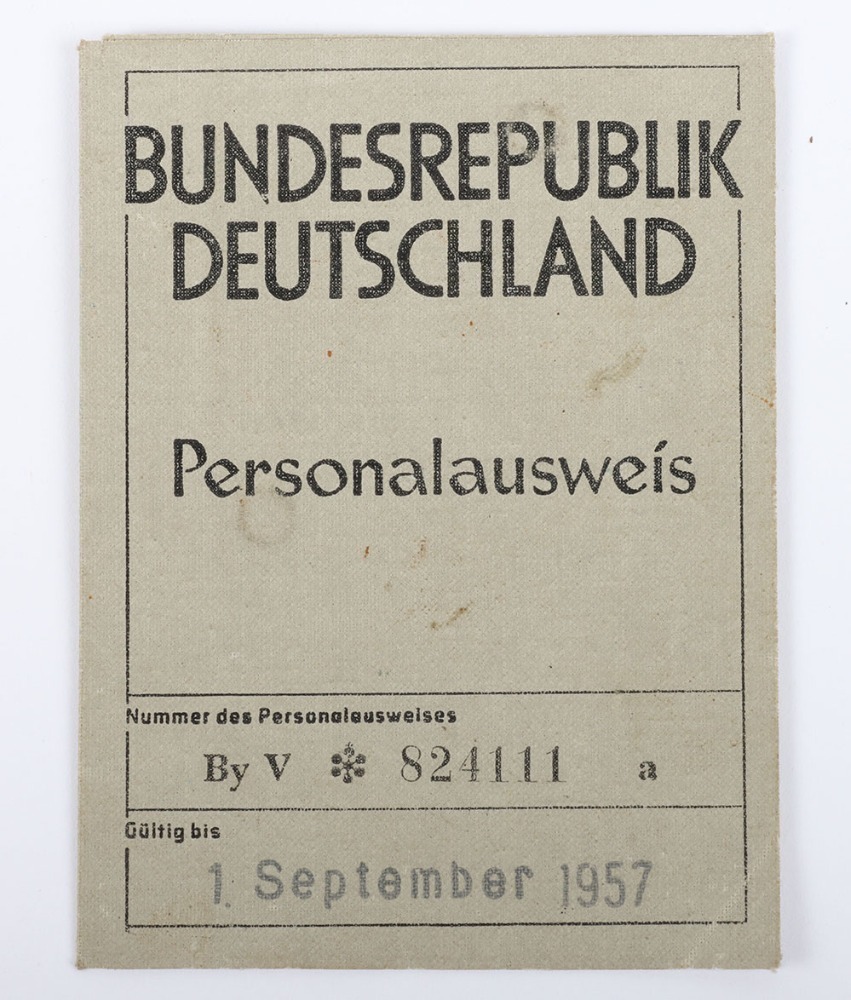 BUNDESREPUBLIK
DEUTSCHLAND
Personalausweis
Nummer des Personalausweises
By V ✻ 824111 a
Gültig bis
1. September 1957